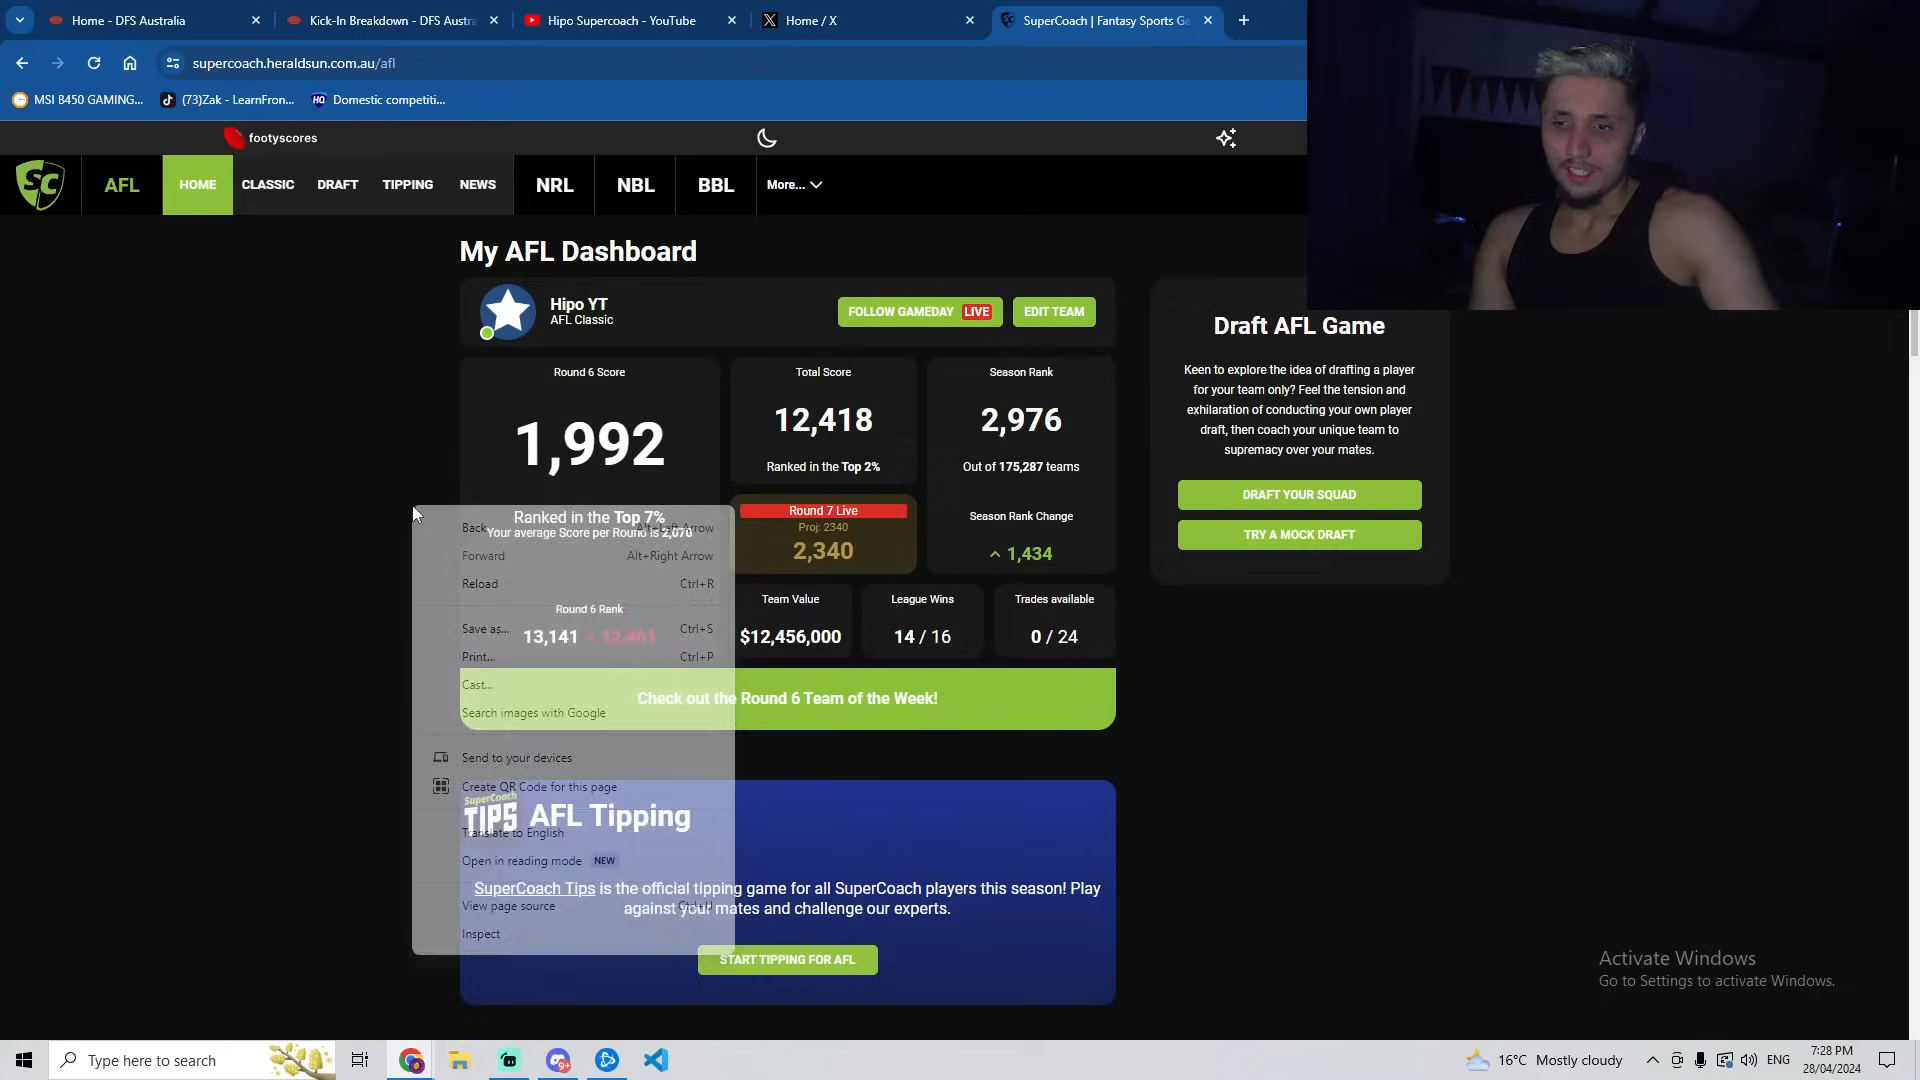 Home - DFS Australia
Kick-In Breakdown - DFS Austra
Hipo Supercoach - YouTube
Home / X
SuperCoach | Fantasy Sports Ga
supercoach.heraldsun.com.au/afl
MSI B450 GAMING...
(73)Zak - LearnFron...
HQ
Domestic competiti...
footyscores
SC
AFL
HOME
CLASSIC
DRAFT
TIPPING
NEWS
NRL
NBL
BBL
More...
My AFL Dashboard
Hipo YT
AFL Classic
FOLLOW GAMEDAY LIVE
EDIT TEAM
Round 6 Score
1,992
Ranked in the Top 7%
Your average Score per Round is 2,070
Round 6 Rank
13,141
Total Score
12,418
Ranked in the Top 2%
Round 7 Live
Proj: 2340
2,340
Season Rank
2,976
Out of 175,287 teams
Season Rank Change
1,434
Team Value
$12,456,000
League Wins
14 / 16
Trades available
0 / 24
Check out the Round 6 Team of the Week!
Back
Alt+Left Arrow
Forward
Alt+Right Arrow
Reload
Ctrl+R
Save as...
Ctrl+S
Print...
Ctrl+P
Cast...
Search images with Google
Send to your devices
Create QR Code for this page
Translate to English
Open in reading mode NEW
View page source
Ctrl+U
Inspect
SuperCoach
TIPS
AFL Tipping
SuperCoach Tips is the official tipping game for all SuperCoach players this season! Play
against your mates and challenge our experts.
START TIPPING FOR AFL
Draft AFL Game
Keen to explore the idea of drafting a player
for your team only? Feel the tension and
exhilaration of conducting your own player
draft, then coach your unique team to
supremacy over your mates.
DRAFT YOUR SQUAD
TRY A MOCK DRAFT
Activate Windows
Go to Settings to activate Windows.
Type here to search
9+
16°C Mostly cloudy
ENG
7:28 PM
28/04/2024